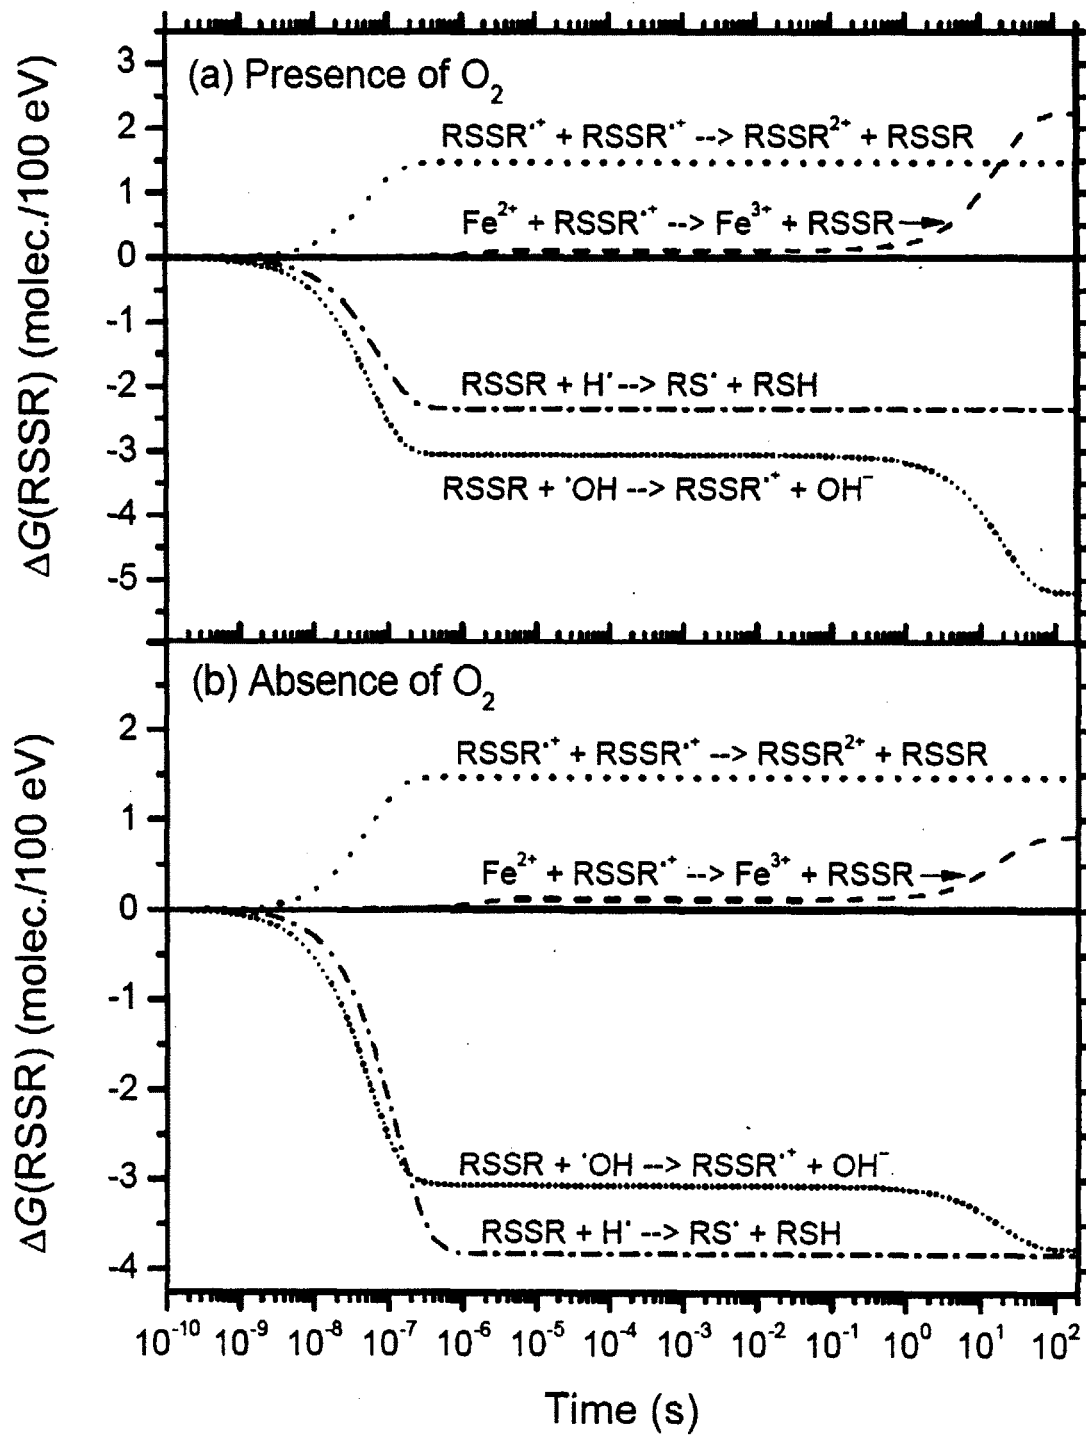 (a) Presence of O₂
RSSR˙⁺ + RSSR˙⁺ --> RSSR²⁺ + RSSR
Fe²⁺ + RSSR˙⁺ --> Fe³⁺ + RSSR
RSSR + H˙ --> RS˙ + RSH
RSSR + ˙OH --> RSSR˙⁺ + OH⁻
3
2
1
0
-1
-2
-3
-4
-5
ΔG(RSSR) (molec./100 eV)
(b) Absence of O₂
RSSR˙⁺ + RSSR˙⁺ --> RSSR²⁺ + RSSR
Fe²⁺ + RSSR˙⁺ --> Fe³⁺ + RSSR
RSSR + ˙OH --> RSSR˙⁺ + OH⁻
RSSR + H˙ --> RS˙ + RSH
2
1
0
-1
-2
-3
-4
ΔG(RSSR) (molec./100 eV)
10⁻¹⁰ 10⁻⁹ 10⁻⁸ 10⁻⁷ 10⁻⁶ 10⁻⁵ 10⁻⁴ 10⁻³ 10⁻² 10⁻¹ 10⁰ 10¹ 10²
Time (s)